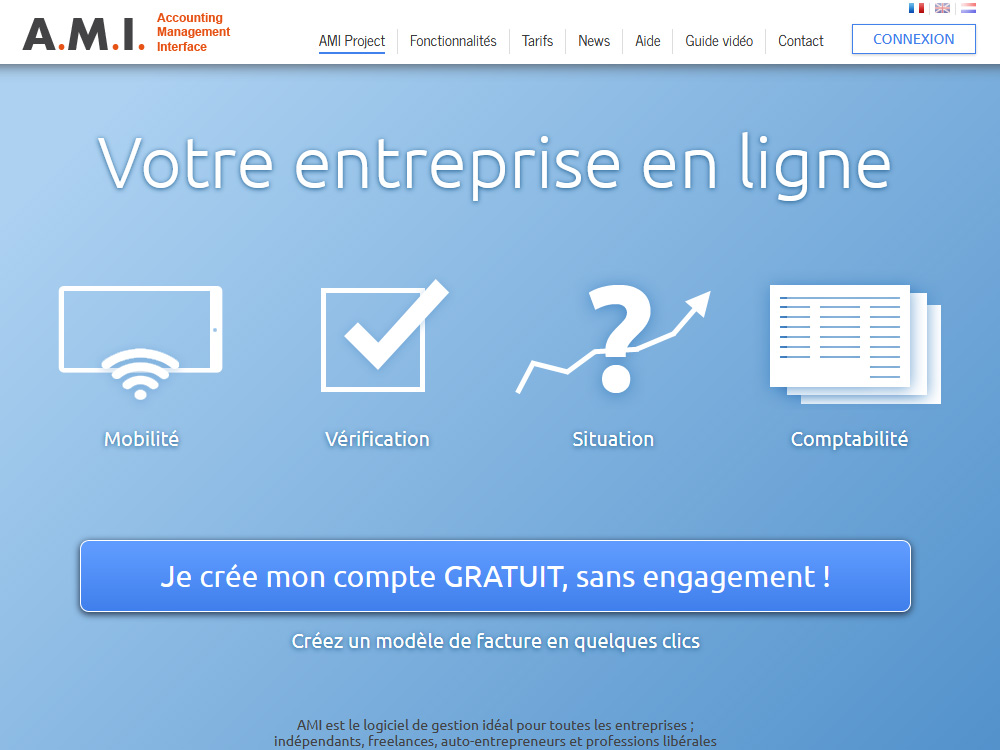 A.M.I.
Accounting
Management
Interface
AMI Project
Fonctionnalités
Tarifs
News
Aide
Guide vidéo
Contact
CONNEXION
Votre entreprise en ligne
Mobilité
Vérification
?
Situation
Comptabilité
Je crée mon compte GRATUIT, sans engagement !
Créez un modèle de facture en quelques clics
AMI est le logiciel de gestion idéal pour toutes les entreprises ;
indépendants, freelances, auto-entrepreneurs et professions libérales